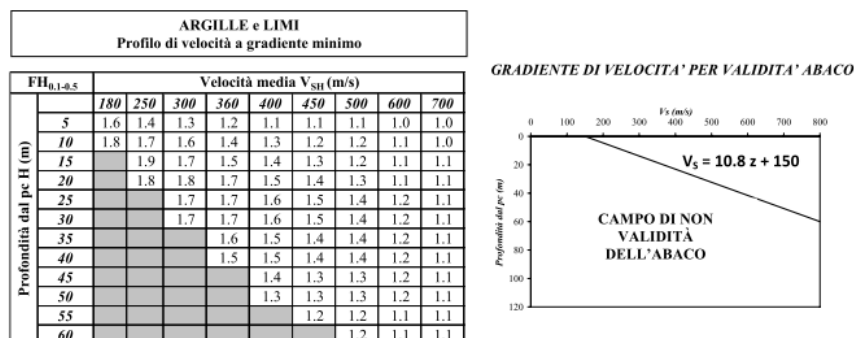 ARGILLE e LIMI
Profilo di velocità a gradiente minimo
FH0.1-0.5 Velocità media VSH (m/s)
180 250 300 360 400 450 500 600 700
Profondità dal pc H (m)
5 1.6 1.4 1.3 1.2 1.1 1.1 1.1 1.0 1.0
10 1.8 1.7 1.6 1.4 1.3 1.2 1.2 1.1 1.0
15 1.9 1.7 1.5 1.4 1.3 1.2 1.1 1.1
20 1.8 1.8 1.7 1.5 1.4 1.3 1.1 1.1
25 1.7 1.7 1.6 1.5 1.4 1.2 1.1
30 1.7 1.7 1.6 1.5 1.4 1.2 1.1
35 1.6 1.5 1.4 1.4 1.2 1.1
40 1.5 1.5 1.4 1.4 1.2 1.1
45 1.4 1.3 1.3 1.2 1.1
50 1.3 1.3 1.3 1.2 1.1
55 1.2 1.2 1.1 1.1
60 1.2 1.1 1.1
GRADIENTE DI VELOCITA' PER VALIDITA' ABACO
Vs (m/s)
0 100 200 300 400 500 600 700 800
Profondità dal pc (m)
0
20
40
60
80
100
120
VS = 10.8 z + 150
CAMPO DI NON
VALIDITÀ
DELL'ABACO